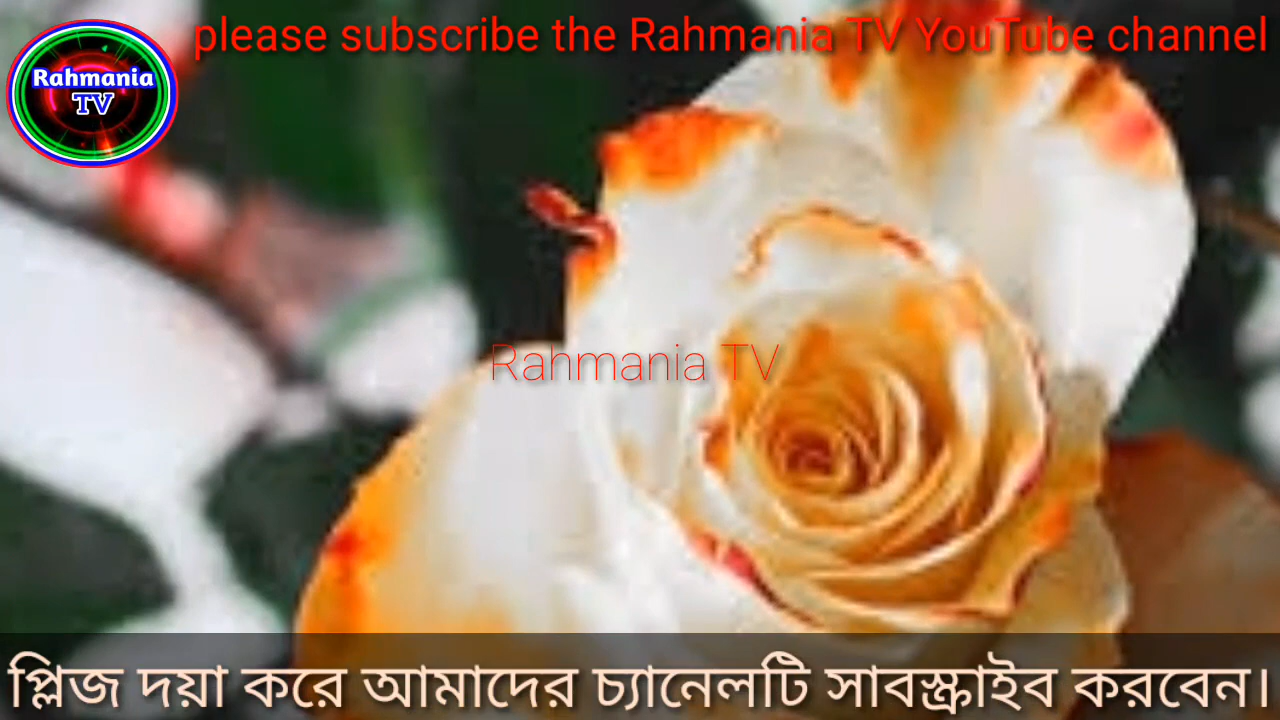 please subscribe the Rahmania TV YouTube channel
Rahmania
TV
Rahmania TV
প্লিজ দয়া করে আমাদের চ্যানেলটি সাবস্ক্রাইব করবেন।